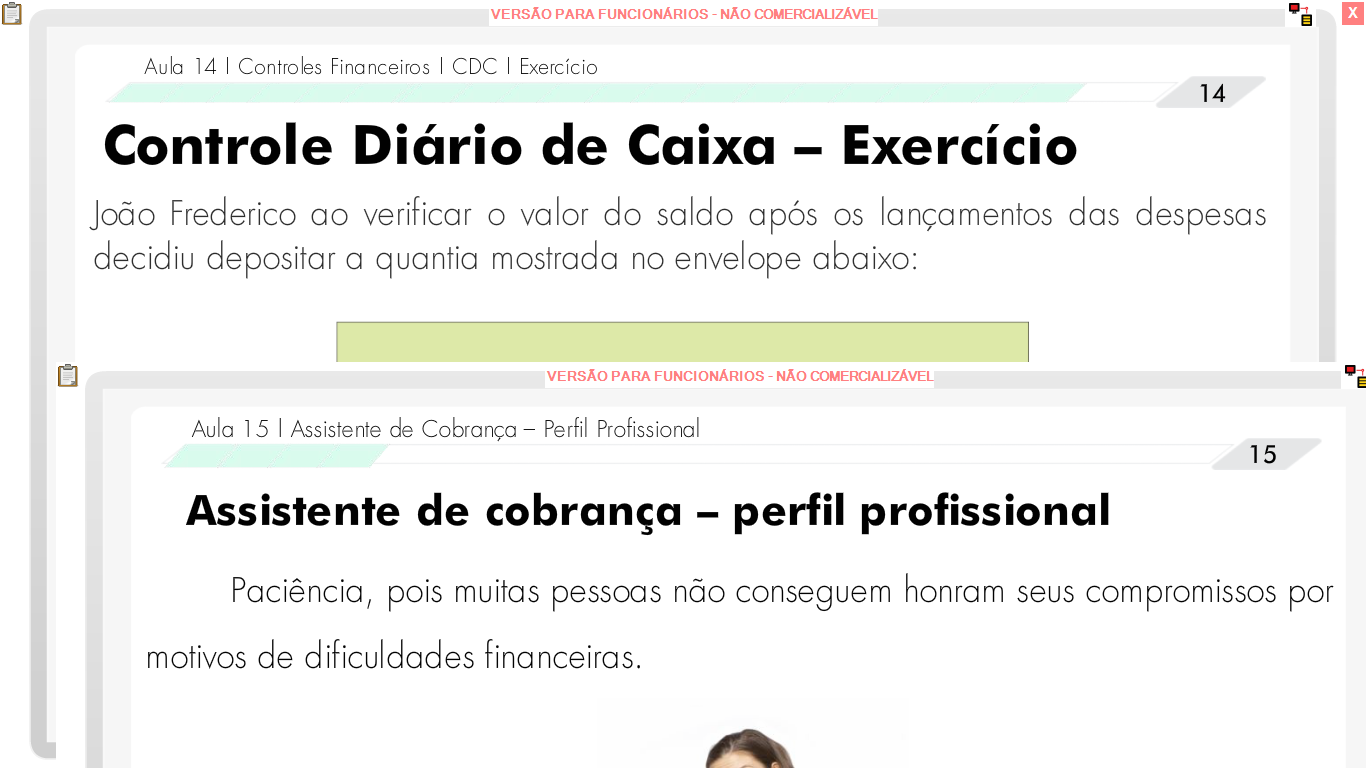 VERSÃO PARA FUNCIONÁRIOS - NÃO COMERCIALIZÁVEL
X
Aula 14 | Controles Financeiros | CDC | Exercício
14
Controle Diário de Caixa – Exercício
João Frederico ao verificar o valor do saldo após os lançamentos das despesas
decidiu depositar a quantia mostrada no envelope abaixo:
VERSÃO PARA FUNCIONÁRIOS - NÃO COMERCIALIZÁVEL
Aula 15 | Assistente de Cobrança – Perfil Profissional
15
Assistente de cobrança – perfil profissional
Paciência, pois muitas pessoas não conseguem honram seus compromissos por
motivos de dificuldades financeiras.